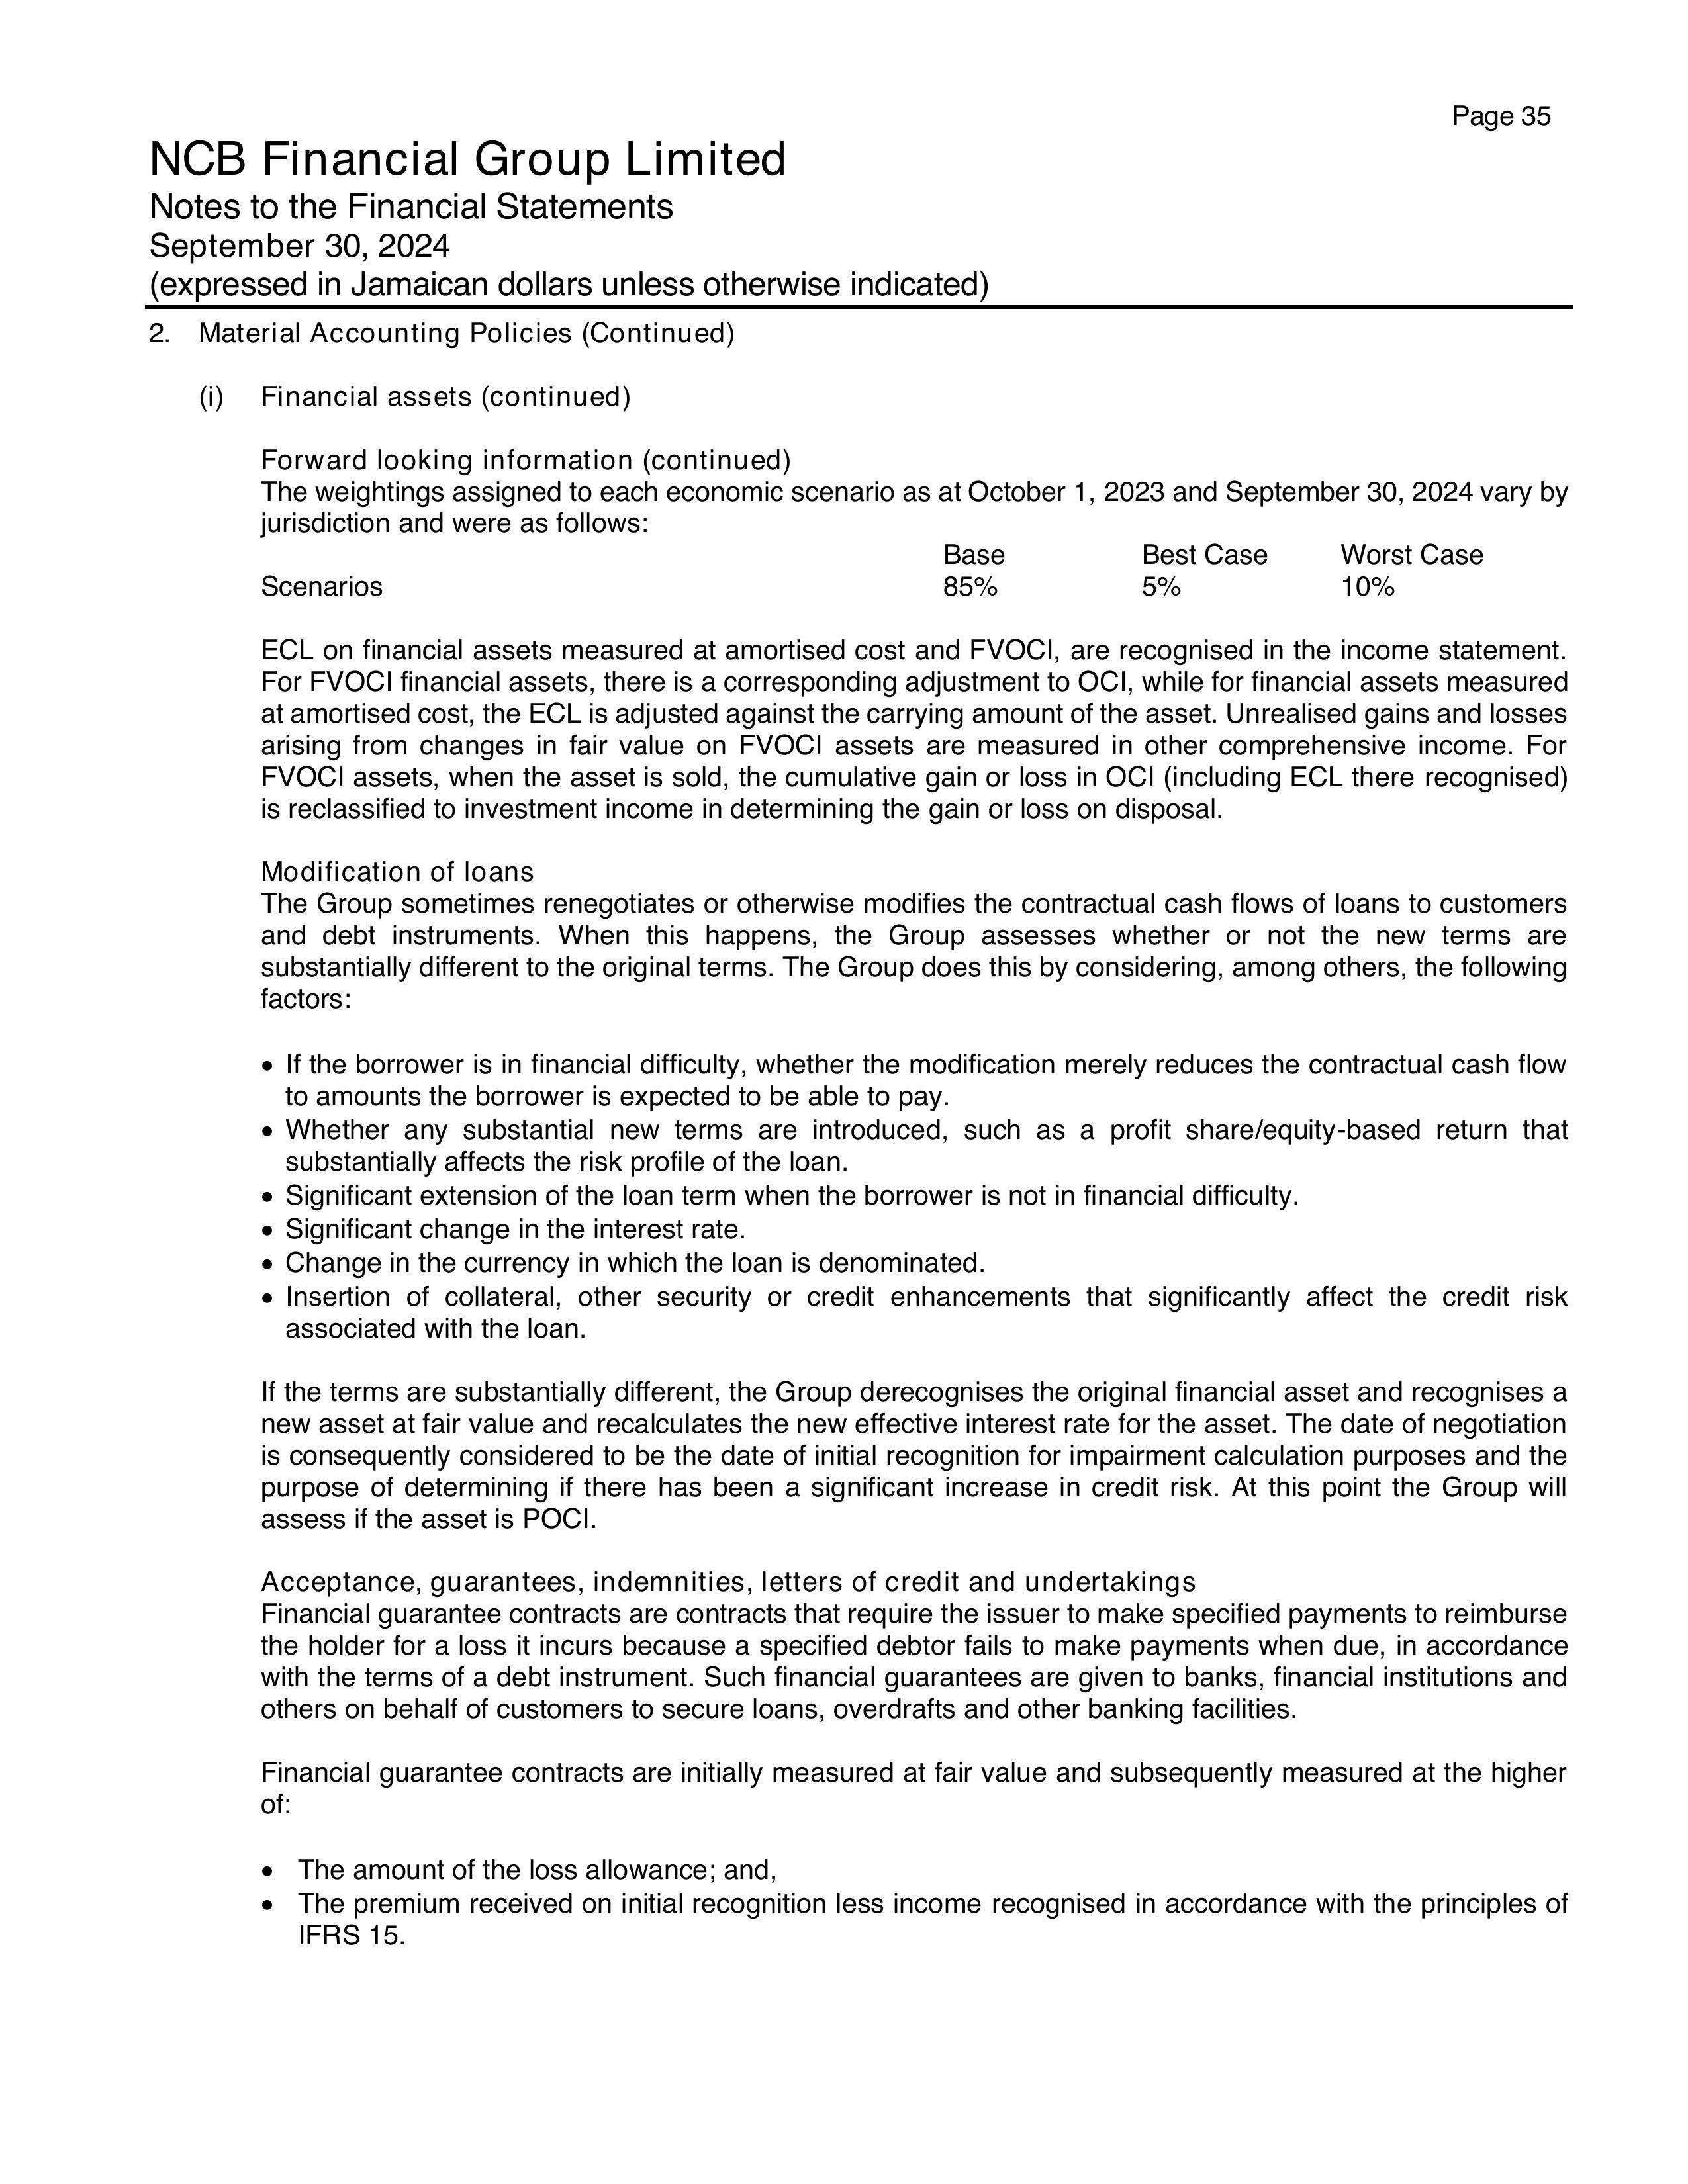 Page 35
NCB Financial Group Limited
Notes to the Financial Statements
September 30, 2024
(expressed in Jamaican dollars unless otherwise indicated)
2. Material Accounting Policies (Continued)
(i) Financial assets (continued)
Forward looking information (continued)
The weightings assigned to each economic scenario as at October 1, 2023 and September 30, 2024 vary by
jurisdiction and were as follows:
Base Best Case Worst Case
Scenarios 85% 5% 10%
ECL on financial assets measured at amortised cost and FVOCI, are recognised in the income statement.
For FVOCI financial assets, there is a corresponding adjustment to OCI, while for financial assets measured
at amortised cost, the ECL is adjusted against the carrying amount of the asset. Unrealised gains and losses
arising from changes in fair value on FVOCI assets are measured in other comprehensive income. For
FVOCI assets, when the asset is sold, the cumulative gain or loss in OCI (including ECL there recognised)
is reclassified to investment income in determining the gain or loss on disposal.
Modification of loans
The Group sometimes renegotiates or otherwise modifies the contractual cash flows of loans to customers
and debt instruments. When this happens, the Group assesses whether or not the new terms are
substantially different to the original terms. The Group does this by considering, among others, the following
factors:
• If the borrower is in financial difficulty, whether the modification merely reduces the contractual cash flow
to amounts the borrower is expected to be able to pay.
• Whether any substantial new terms are introduced, such as a profit share/equity-based return that
substantially affects the risk profile of the loan.
• Significant extension of the loan term when the borrower is not in financial difficulty.
• Significant change in the interest rate.
• Change in the currency in which the loan is denominated.
• Insertion of collateral, other security or credit enhancements that significantly affect the credit risk
associated with the loan.
If the terms are substantially different, the Group derecognises the original financial asset and recognises a
new asset at fair value and recalculates the new effective interest rate for the asset. The date of negotiation
is consequently considered to be the date of initial recognition for impairment calculation purposes and the
purpose of determining if there has been a significant increase in credit risk. At this point the Group will
assess if the asset is POCI.
Acceptance, guarantees, indemnities, letters of credit and undertakings
Financial guarantee contracts are contracts that require the issuer to make specified payments to reimburse
the holder for a loss it incurs because a specified debtor fails to make payments when due, in accordance
with the terms of a debt instrument. Such financial guarantees are given to banks, financial institutions and
others on behalf of customers to secure loans, overdrafts and other banking facilities.
Financial guarantee contracts are initially measured at fair value and subsequently measured at the higher
of:
• The amount of the loss allowance; and,
• The premium received on initial recognition less income recognised in accordance with the principles of
IFRS 15.